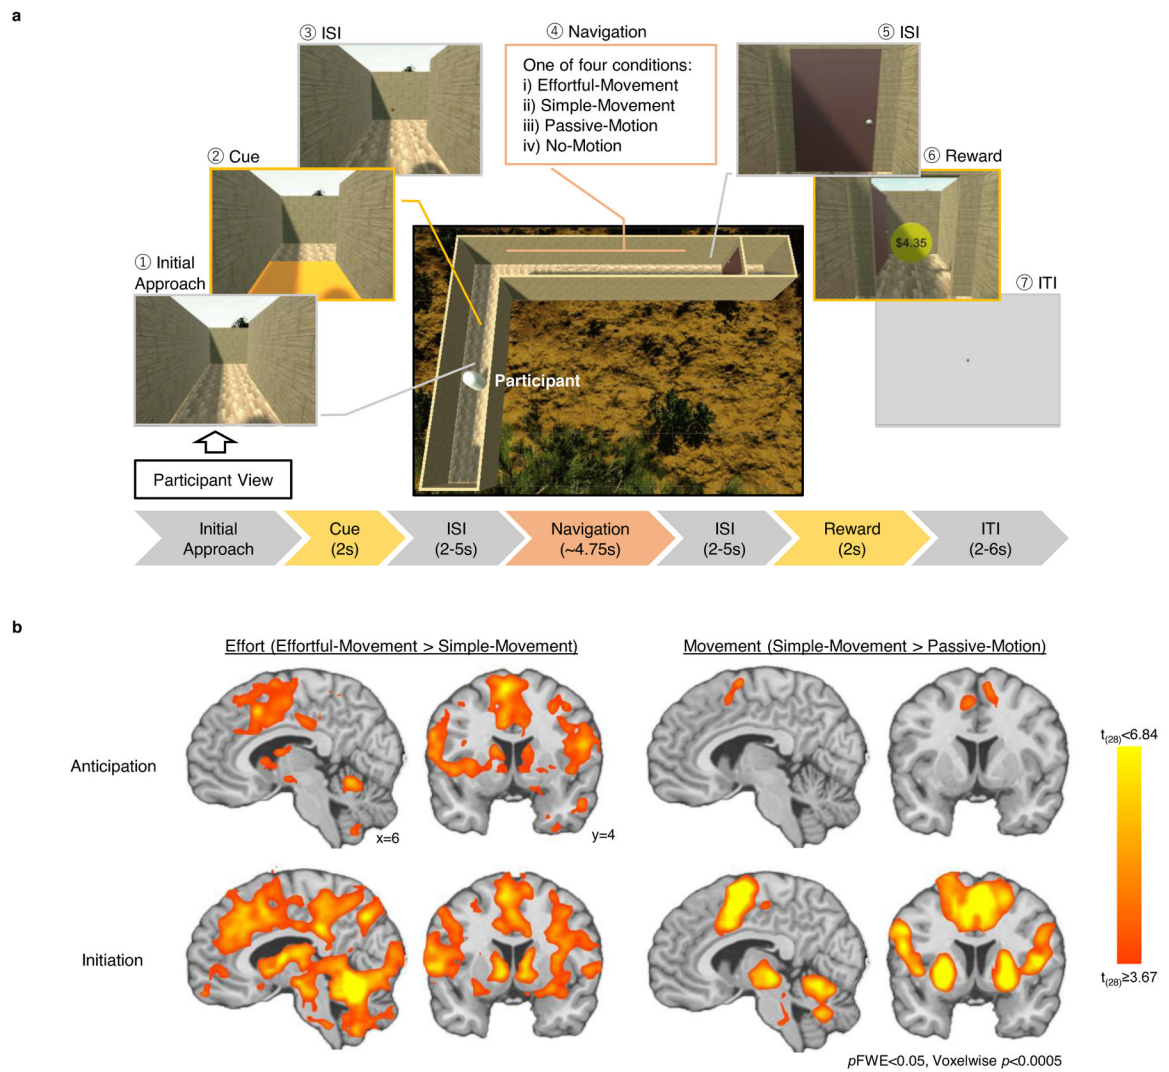 a
③ ISI
④ Navigation
⑤ ISI
One of four conditions:
i) Effortful-Movement
ii) Simple-Movement
iii) Passive-Motion
iv) No-Motion
② Cue
⑥ Reward
$4.35
① Initial
Approach
⑦ ITI
Participant
Participant View
Initial
Approach
Cue
(2s)
ISI
(2-5s)
Navigation
(~4.75s)
ISI
(2-5s)
Reward
(2s)
ITI
(2-6s)
b
Effort (Effortful-Movement > Simple-Movement)
Movement (Simple-Movement > Passive-Motion)
t(28)<6.84
Anticipation
x=6
y=4
Initiation
t(28)≥3.67
pFWE<0.05, Voxelwise p<0.0005